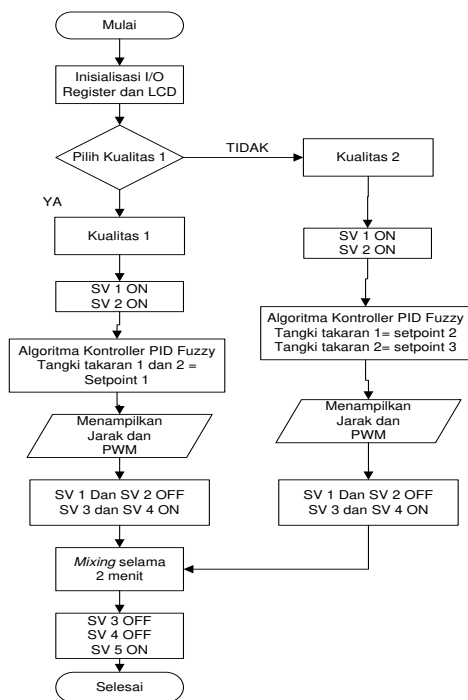 Mulai
Inisialisasi I/O
Register dan LCD
Pilih Kualitas 1
TIDAK
Kualitas 2
YA
Kualitas 1
SV 1 ON
SV 2 ON
SV 1 ON
SV 2 ON
Algoritma Kontroller PID Fuzzy
Tangki takaran 1 dan 2 =
Setpoint 1
Algoritma Kontroller PID Fuzzy
Tangki takaran 1= setpoint 2
Tangki takaran 2= setpoint 3
Menampilkan
Jarak dan
PWM
Menampilkan
Jarak dan
PWM
SV 1 Dan SV 2 OFF
SV 3 dan SV 4 ON
SV 1 Dan SV 2 OFF
SV 3 dan SV 4 ON
Mixing selama
2 menit
SV 3 OFF
SV 4 OFF
SV 5 ON
Selesai